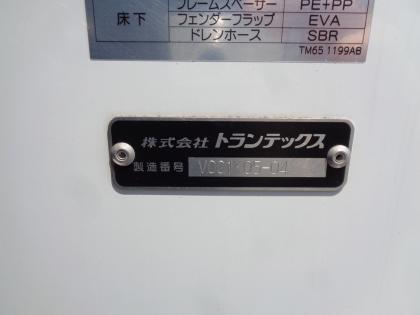 フレームスペーサー PE+PP
床下 フェンダーフラップ EVA
ドレンホース SBR
TM65 1199AB
株式会社 トランテックス
製造番号